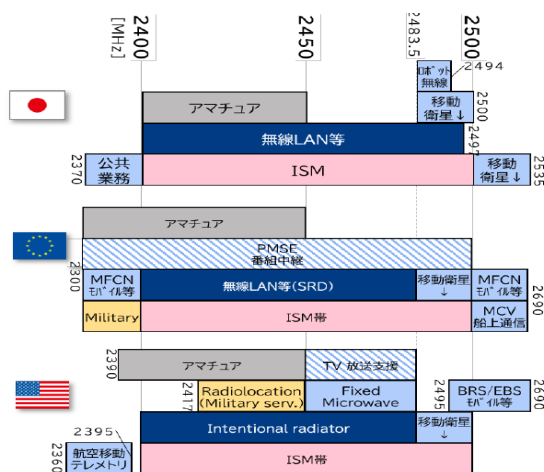 2400
[MHz]
2450
2483.5
2500
ロボット
無線
2494
アマチュア
移動
衛星↓
2500
無線LAN等
2497
2370
公共
業務
ISM
移動
衛星↓
2535
アマチュア
PMSE
番組中継
2300
MFCN
モバイル等
無線LAN等(SRD)
移動衛星
↓
MFCN
モバイル等
2690
Military
ISM帯
MCV
船上通信
2390
アマチュア
TV 放送支援
2417
Radiolocation
(Military serv.)
Fixed
Microwave
2495
BRS/EBS
モバイル等
2690
2395
Intentional radiator
移動衛星
↓
2360
航空移動
テレメトリ
ISM帯